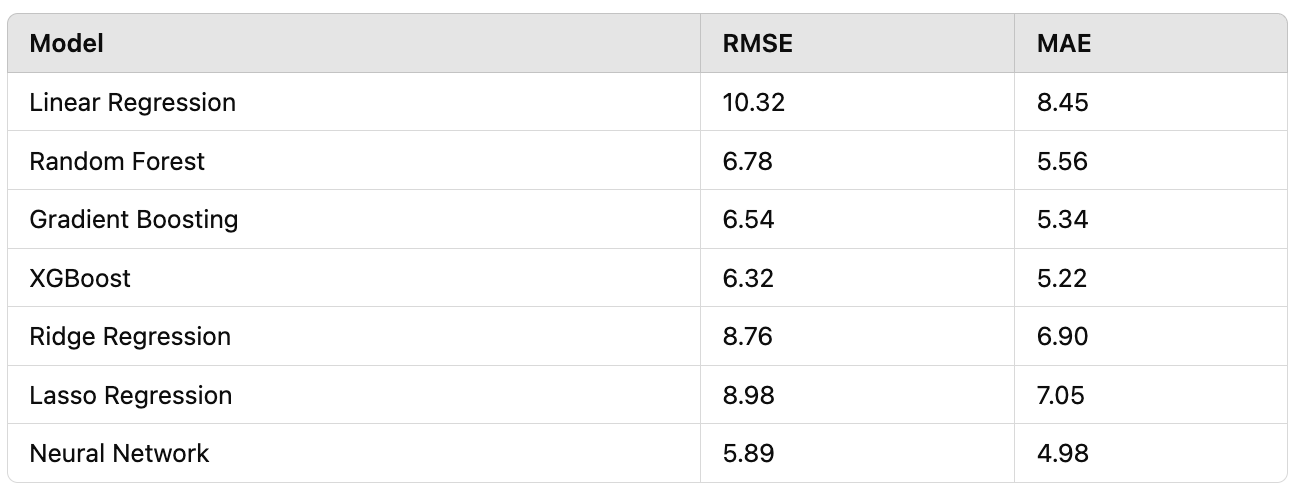 Model RMSE MAE
Linear Regression 10.32 8.45
Random Forest 6.78 5.56
Gradient Boosting 6.54 5.34
XGBoost 6.32 5.22
Ridge Regression 8.76 6.90
Lasso Regression 8.98 7.05
Neural Network 5.89 4.98